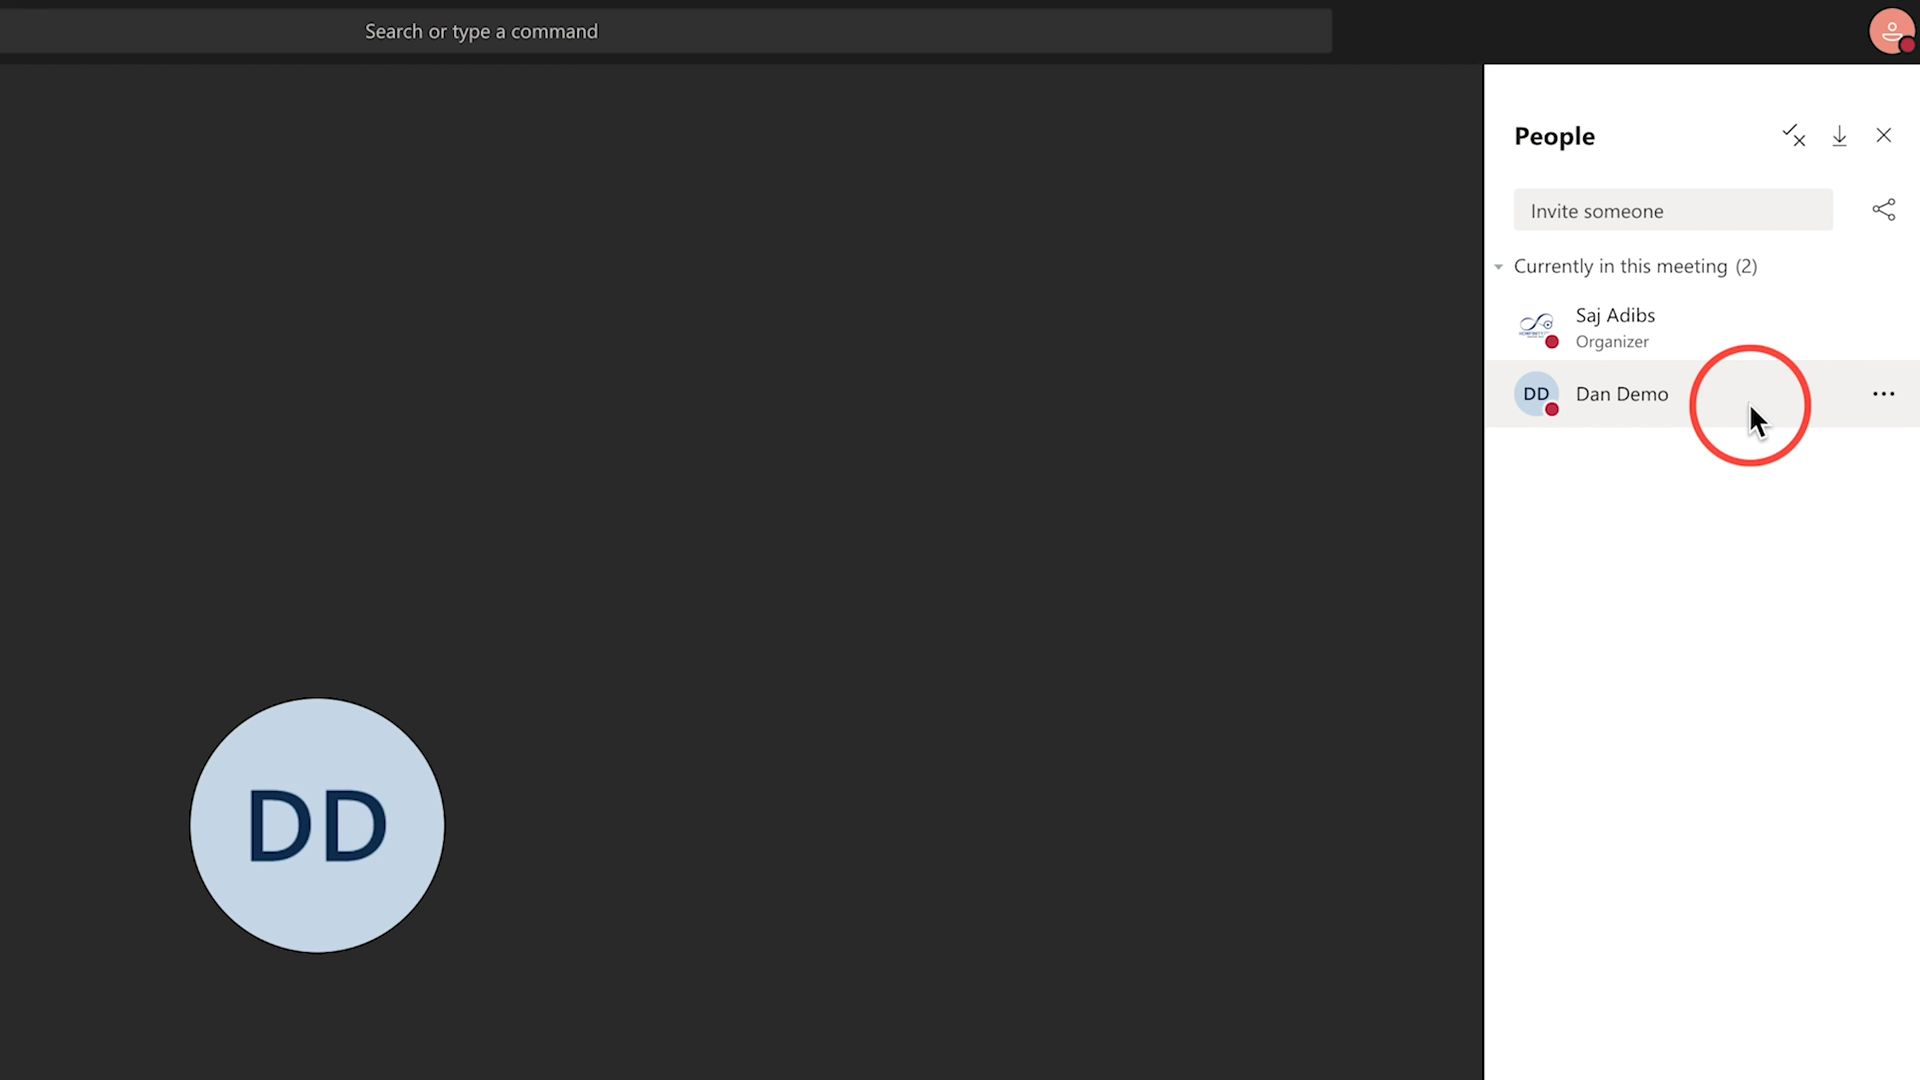 Search or type a command
People
Invite someone
Currently in this meeting (2)
Saj Adibs
Organizer
DD Dan Demo
DD